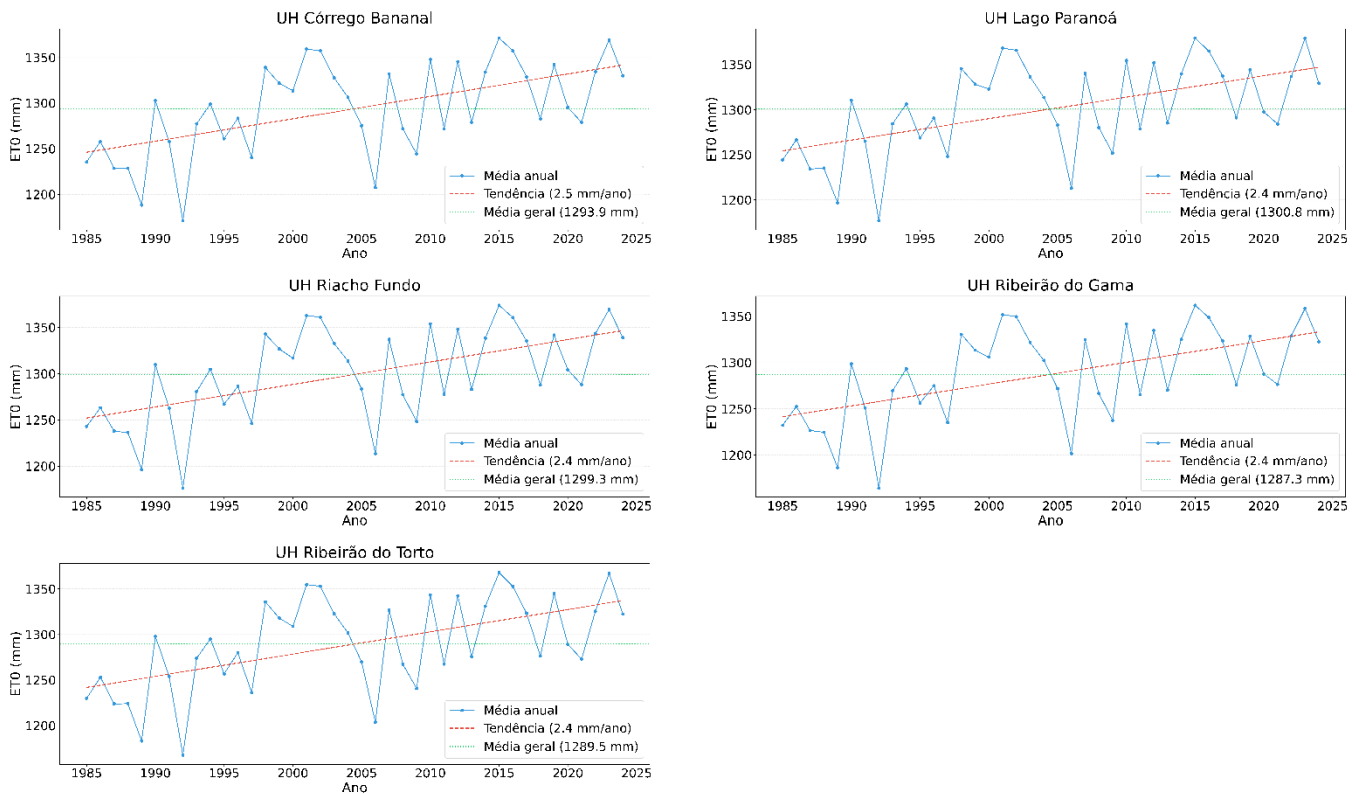 UH Córrego Bananal
ET0 (mm)
1350
1300
1250
1200
Média anual
Tendência (2.5 mm/ano)
Média geral (1293.9 mm)
1985 1990 1995 2000 2005 2010 2015 2020 2025
Ano
UH Lago Paranoá
ET0 (mm)
1350
1300
1250
1200
Média anual
Tendência (2.4 mm/ano)
Média geral (1300.8 mm)
1985 1990 1995 2000 2005 2010 2015 2020 2025
Ano
UH Riacho Fundo
ET0 (mm)
1350
1300
1250
1200
Média anual
Tendência (2.4 mm/ano)
Média geral (1299.3 mm)
1985 1990 1995 2000 2005 2010 2015 2020 2025
Ano
UH Ribeirão do Gama
ET0 (mm)
1350
1300
1250
1200
Média anual
Tendência (2.4 mm/ano)
Média geral (1287.3 mm)
1985 1990 1995 2000 2005 2010 2015 2020 2025
Ano
UH Ribeirão do Torto
ET0 (mm)
1350
1300
1250
1200
Média anual
Tendência (2.4 mm/ano)
Média geral (1289.5 mm)
1985 1990 1995 2000 2005 2010 2015 2020 2025
Ano